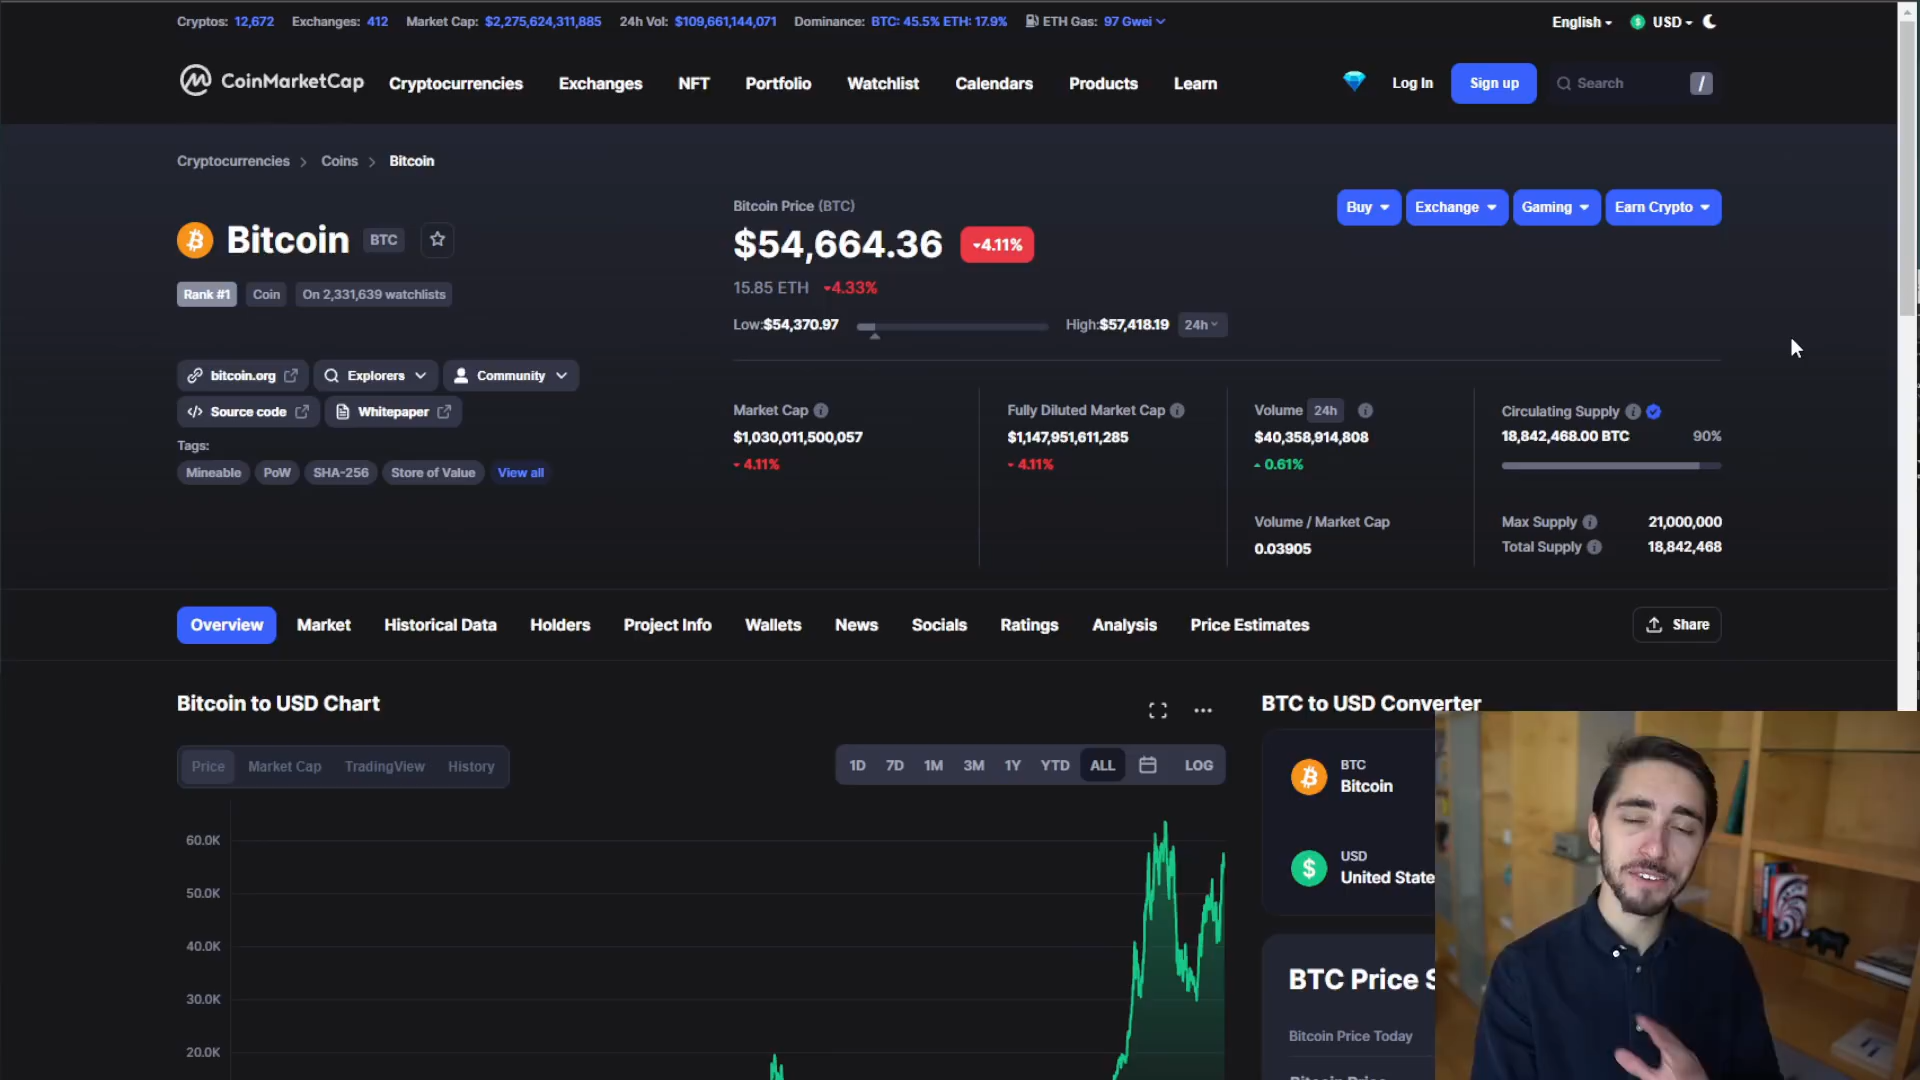 Cryptos: 12,672 Exchanges: 412 Market Cap: $2,275,624,311,885 24h Vol: $109,661,144,071 Dominance: BTC: 45.5% ETH: 17.9% ETH Gas: 97 Gwei English USD
CoinMarketCap Cryptocurrencies Exchanges NFT Portfolio Watchlist Calendars Products Learn Log In Sign up Search /
Cryptocurrencies > Coins > Bitcoin
Bitcoin BTC
Rank #1 Coin On 2,331,639 watchlists
bitcoin.org Explorers Community
Source code Whitepaper
Tags:
Mineable PoW SHA-256 Store of Value View all
Bitcoin Price (BTC)
$54,664.36 4.11%
15.85 ETH 4.33%
Low:$54,370.97 High:$57,418.19 24h
Buy Exchange Gaming Earn Crypto
Market Cap
$1,030,011,500,057
4.11%
Fully Diluted Market Cap
$1,147,951,611,285
4.11%
Volume 24h
$40,358,914,808
0.61%
Volume / Market Cap
0.03905
Circulating Supply
18,842,468.00 BTC 90%
Max Supply 21,000,000
Total Supply 18,842,468
Overview Market Historical Data Holders Project Info Wallets News Socials Ratings Analysis Price Estimates Share
Bitcoin to USD Chart
Price Market Cap TradingView History
1D 7D 1M 3M 1Y YTD ALL LOG
60.0K
50.0K
40.0K
30.0K
20.0K
BTC to USD Converter
BTC
Bitcoin
USD
United State
BTC Price S
Bitcoin Price Today